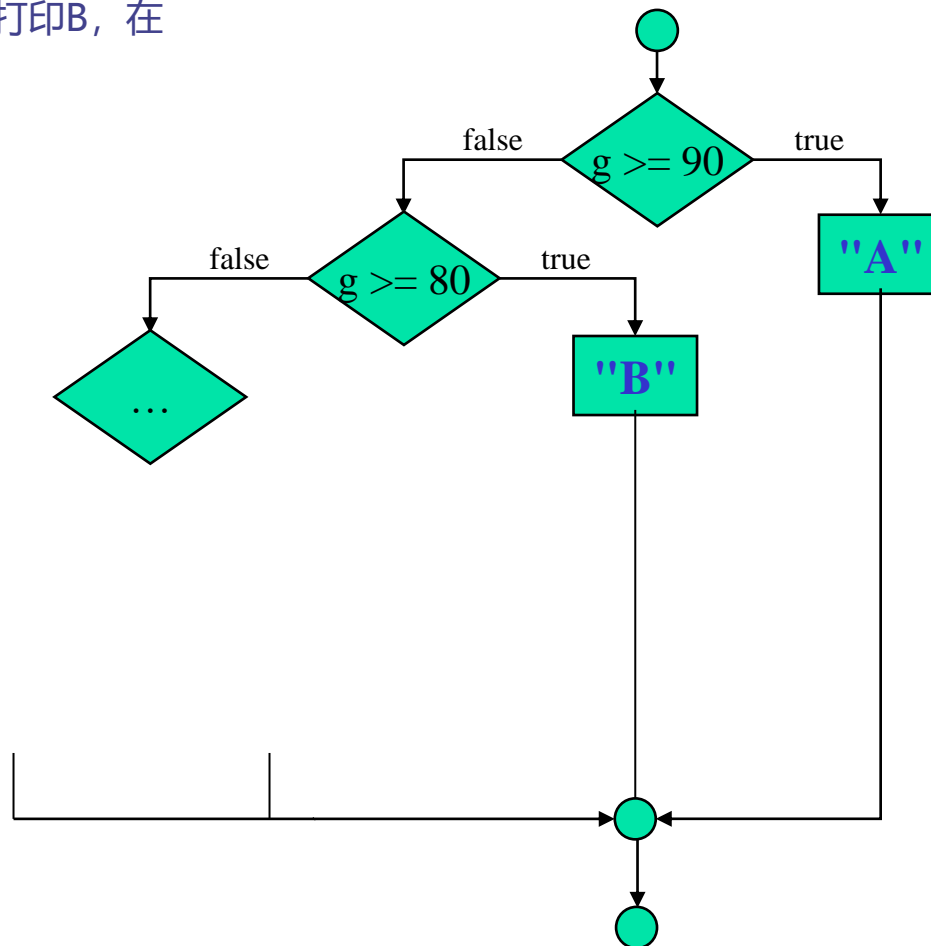 打印B，在
false
true
g >= 90
"A"
false
true
g >= 80
"B"
…